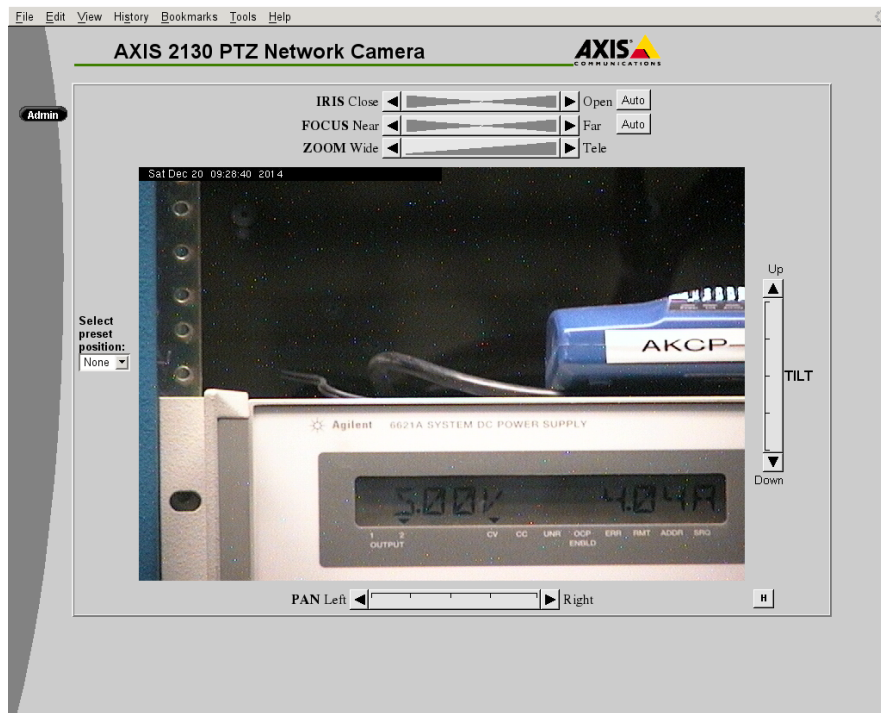 File Edit View History Bookmarks Tools Help
AXIS 2130 PTZ Network Camera
AXIS
COMMUNICATIONS
Admin
IRIS Close Open Auto
FOCUS Near Far Auto
ZOOM Wide Tele
Sat Dec 20 09:28:40 2014
Up
Select
preset
position:
None
AKCP-
TILT
Agilent 6621A SYSTEM DC POWER SUPPLY
Down
5.00V 4.04A
1 2 CV CC UNR OCP ERR RMT ADDR SRQ
OUTPUT ENBLD
PAN Left Right H